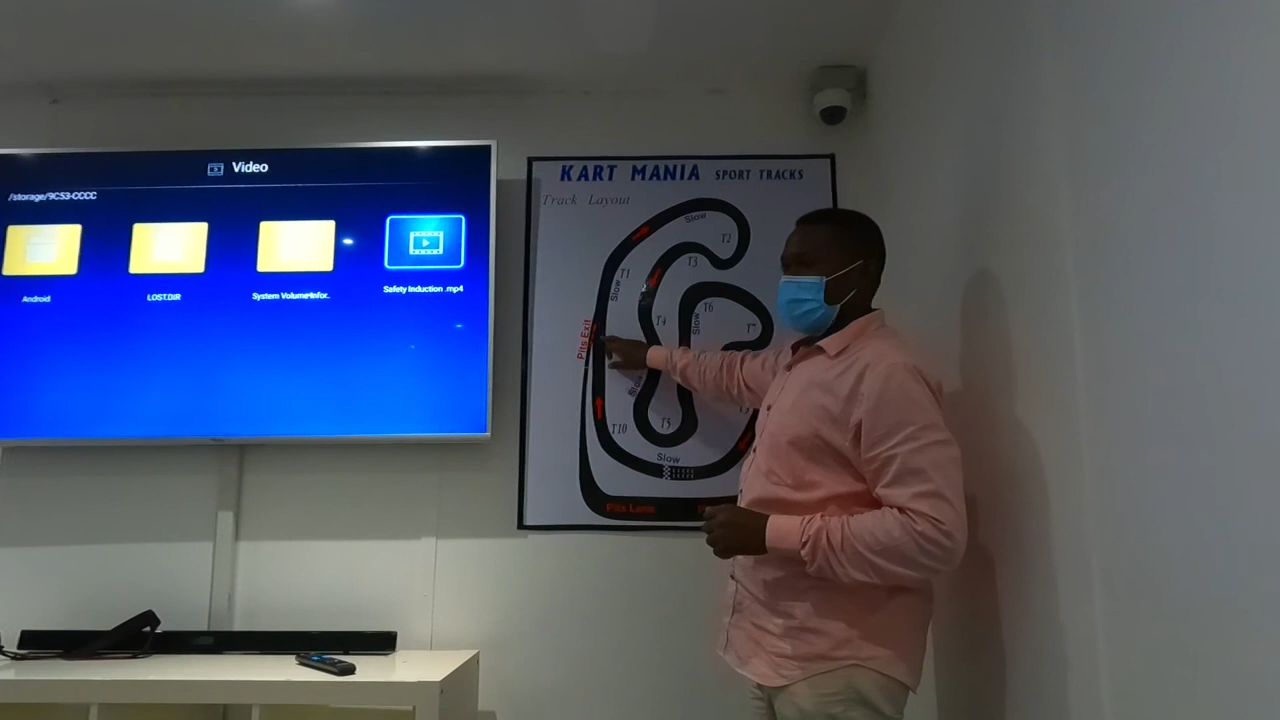 Video
/storage/9C53-CCCC
Android
LOST.DIR
System VolumeInfor..
Safety Induction .mp4
KART MANIA SPORT TRACKS
Track Layout
Slow
T2
T3
T1
Slow
T6
T4
Slow
T7
Pits Exit
Slow
T5
T10
Slow
Pits Lane